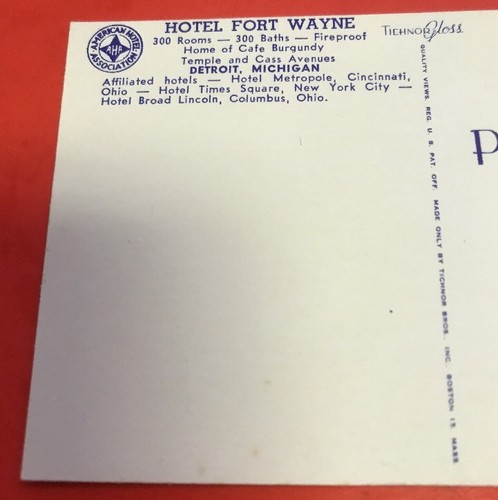 HOTEL FORT WAYNE
300 Rooms — 300 Baths — Fireproof
Home of Cafe Burgundy
Temple and Cass Avenues
DETROIT, MICHIGAN
Affiliated hotels — Hotel Metropole, Cincinnati,
Ohio — Hotel Times Square, New York City —
Hotel Broad Lincoln, Columbus, Ohio.
AMERICAN HOTEL ASSOCIATION
AHA
TICHNOR Gloss
QUALITY VIEWS. REG. U. S. PAT. OFF. MADE ONLY BY TICHNOR BROS., INC. BOSTON 15, MASS.
P